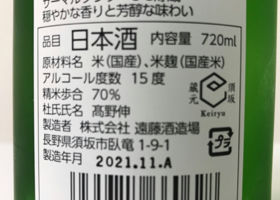 穏やかな香りと芳醇な味わい
品目 日本酒 720ml
原材料名 米(国産)、米麹(国産米)
アルコール度数 15度
精米歩合 70%
杜氏氏名 髙野伸
製造者 株式会社 遠藤酒造場
長野県須坂市臥竜 1-9-1
製造年月 2021.11.A
須坂
蔵元
Keiryu
プラ